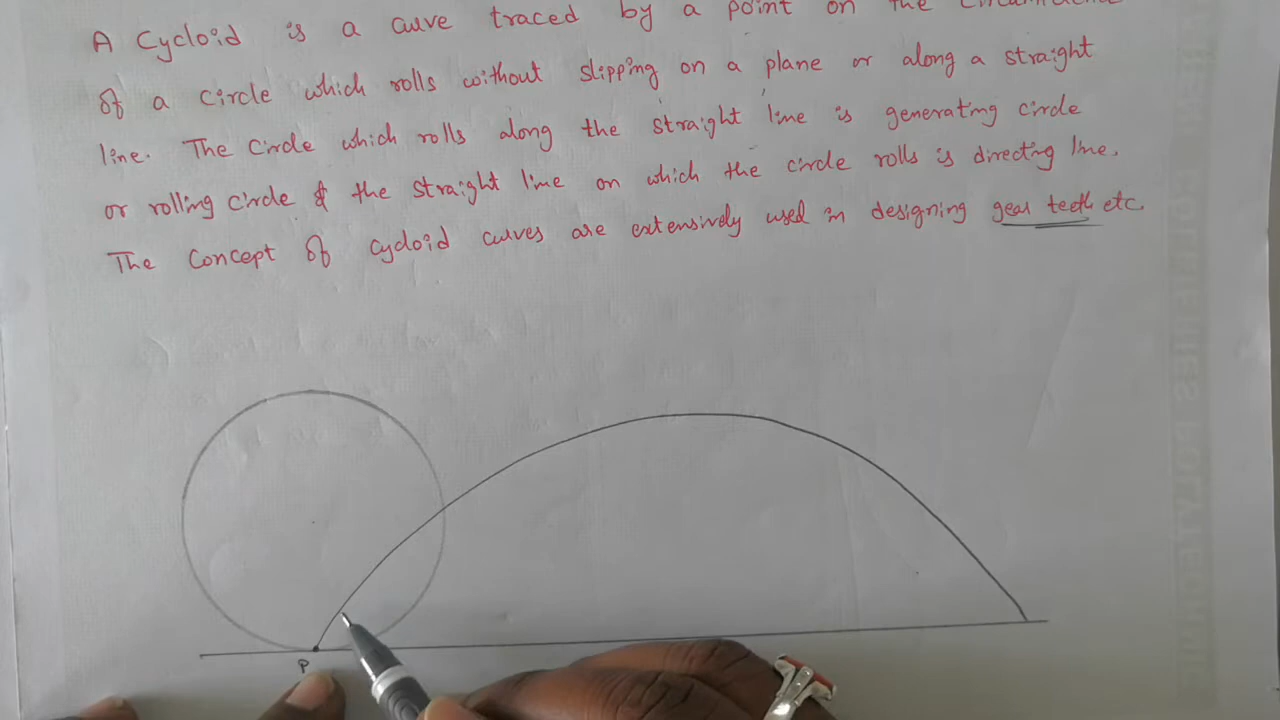 A Cycloid is a curve traced by a point on the
of a circle which rolls without slipping on a plane or along a straight
line. The Circle which rolls along the straight line is generating circle
or rolling circle & the straight line on which the circle rolls is directing line.
The Concept of cycloid curves are extensively used in designing gear teeth etc.
P